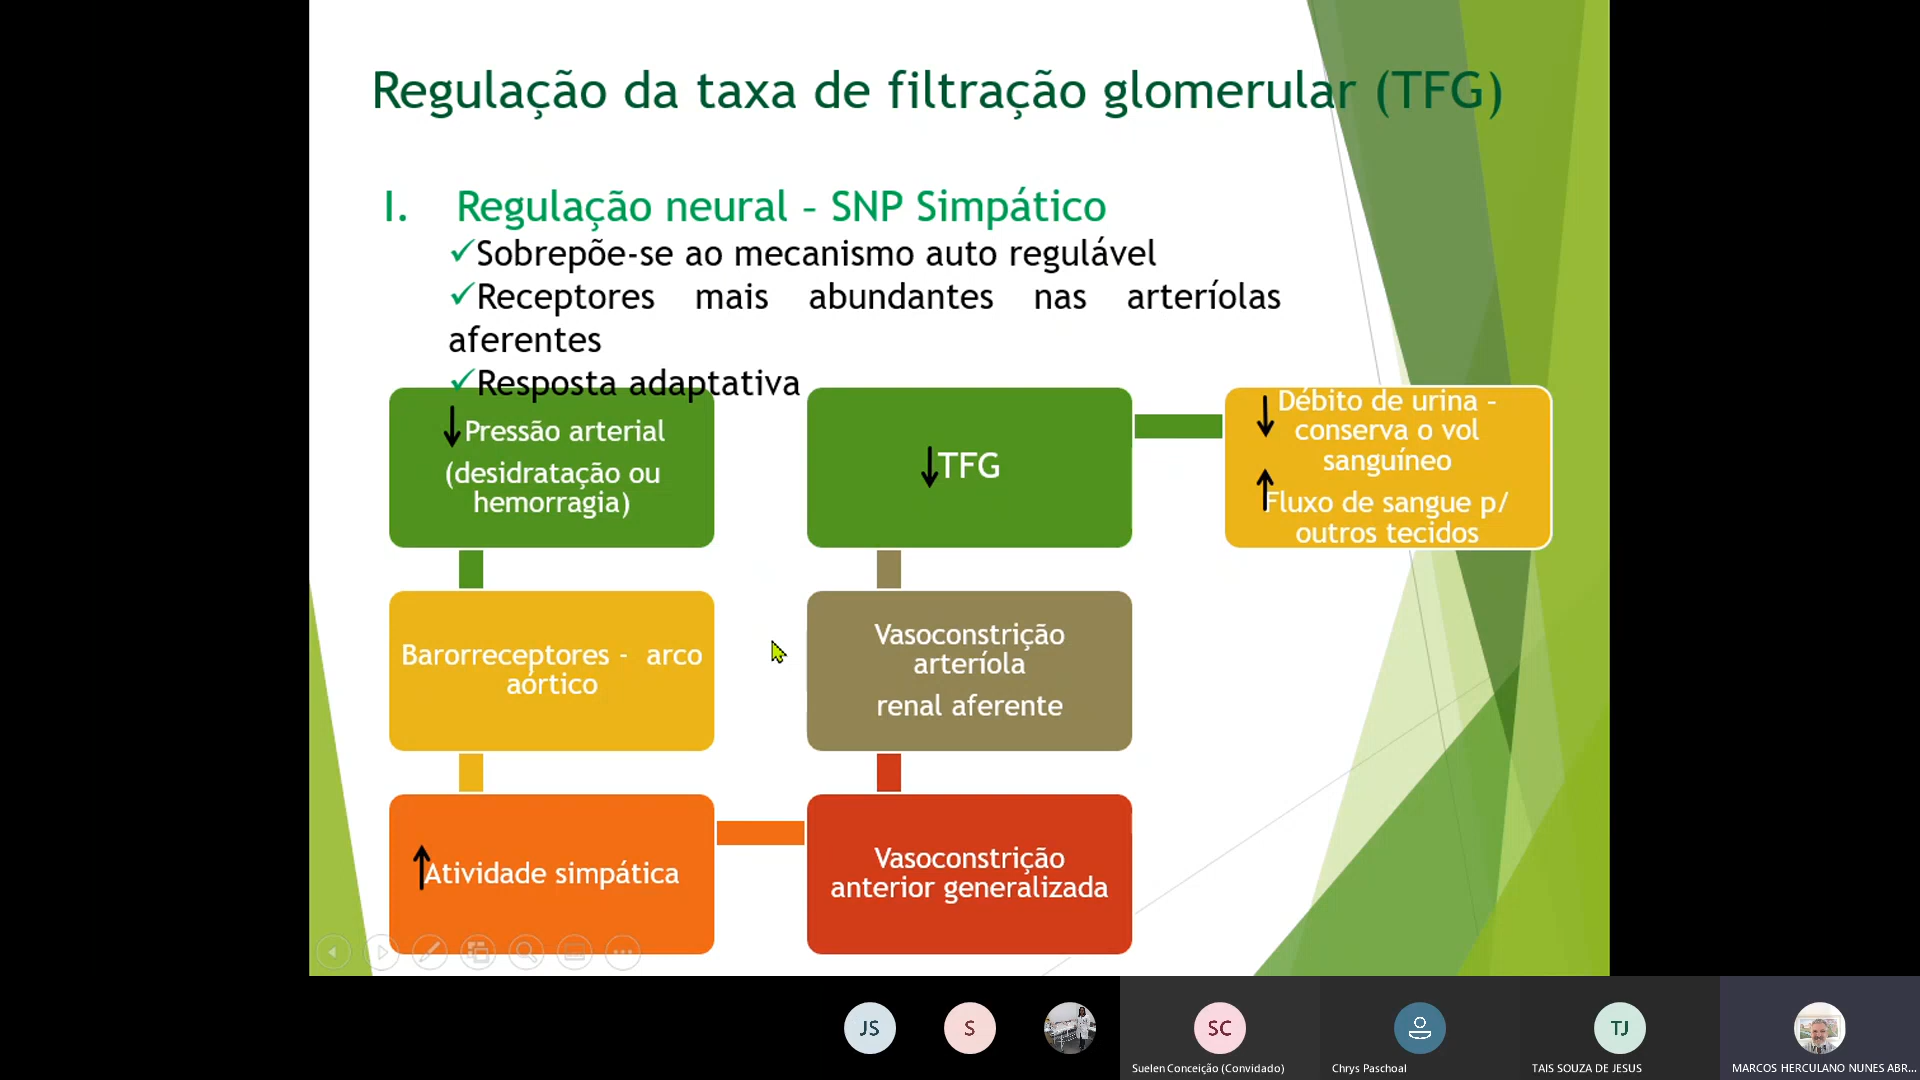 Regulação da taxa de filtração glomerular (TFG)
I. Regulação neural – SNP Simpático
✓Sobrepõe-se ao mecanismo auto regulável
✓Receptores mais abundantes nas arteríolas
aferentes
✓Resposta adaptativa
↓Pressão arterial
(desidratação ou
hemorragia)
Barorreceptores - arco
aórtico
↑Atividade simpática
Vasoconstrição
anterior generalizada
Vasoconstrição
arteríola
renal aferente
↓TFG
↓Débito de urina -
conserva o vol
sanguíneo
↑Fluxo de sangue p/
outros tecidos
JS
S
SC
TJ
Suelen Conceição (Convidado)
Chrys Paschoal
TAIS SOUZA DE JESUS
MARCOS HERCULANO NUNES ABR...